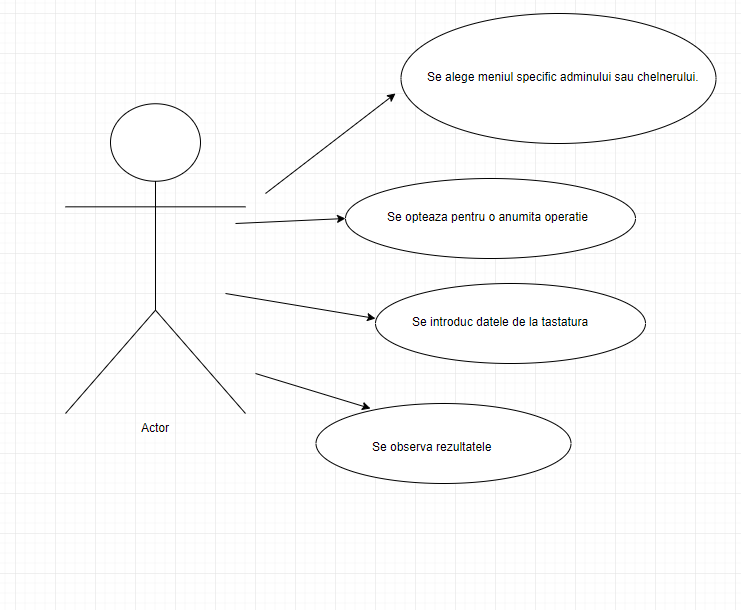 Se alege meniul specific adminului sau chelnerului.
Se opteaza pentru o anumita operatie
Se introduc datele de la tastatura
Se observa rezultatele
Actor